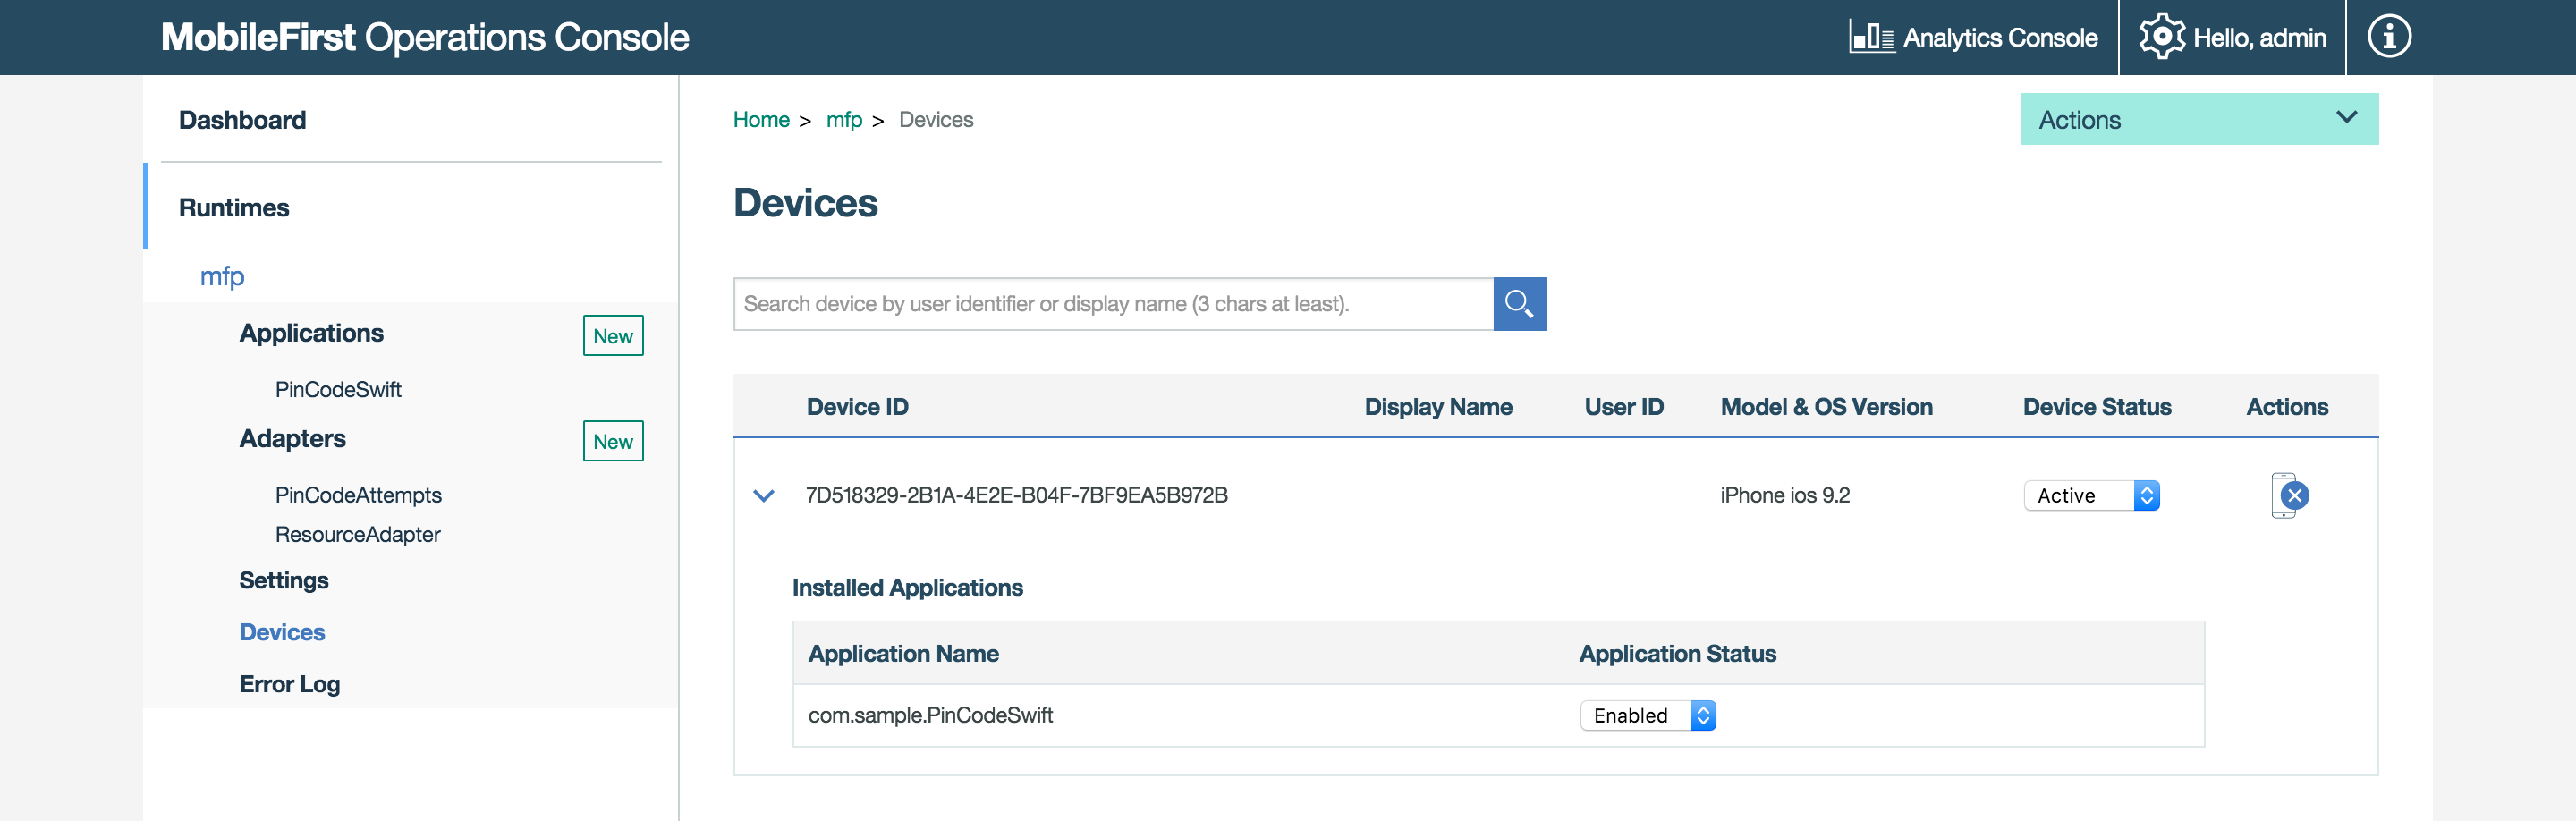 MobileFirst Operations Console
Analytics Console
Hello, admin
Dashboard
Runtimes
mfp
Applications
New
PinCodeSwift
Adapters
New
PinCodeAttempts
ResourceAdapter
Settings
Devices
Error Log
Home > mfp > Devices
Actions
Devices
Search device by user identifier or display name (3 chars at least).
Device ID Display Name User ID Model & OS Version Device Status Actions
7D518329-2B1A-4E2E-B04F-7BF9EA5B972B iPhone ios 9.2 Active
Installed Applications
Application Name Application Status
com.sample.PinCodeSwift Enabled